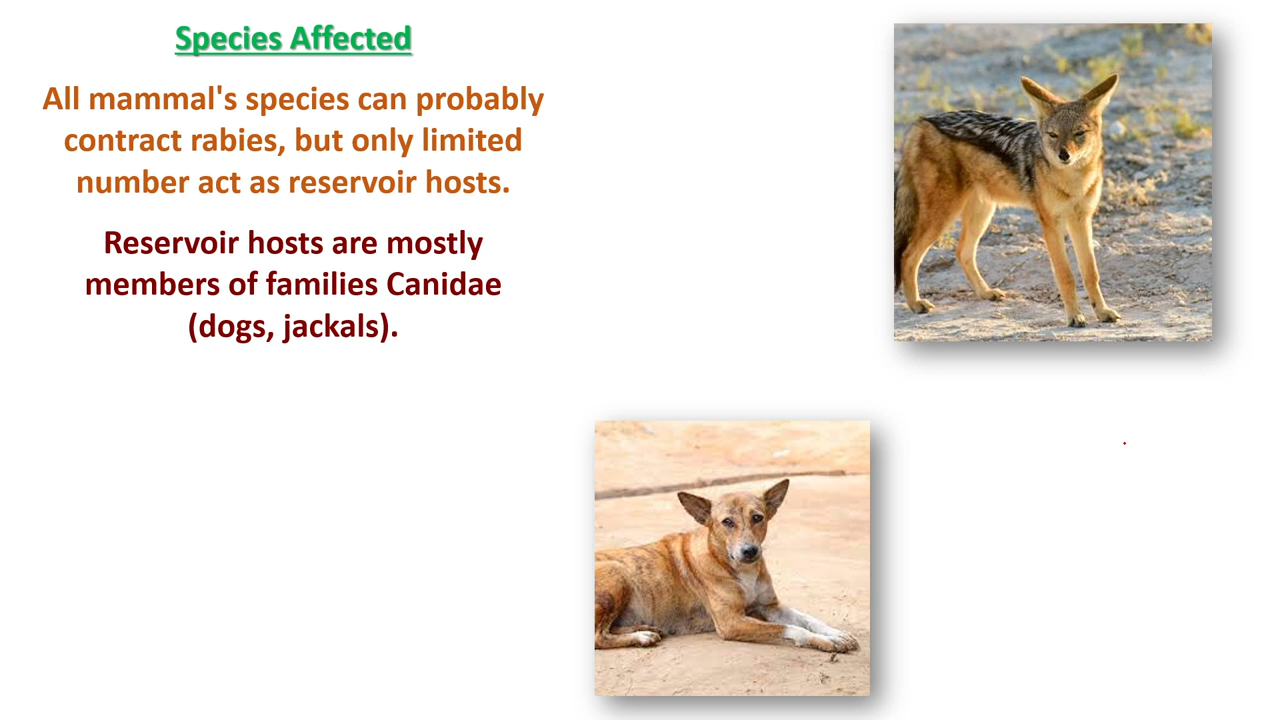 Species Affected
All mammal's species can probably
contract rabies, but only limited
number act as reservoir hosts.
Reservoir hosts are mostly
members of families Canidae
(dogs, jackals).